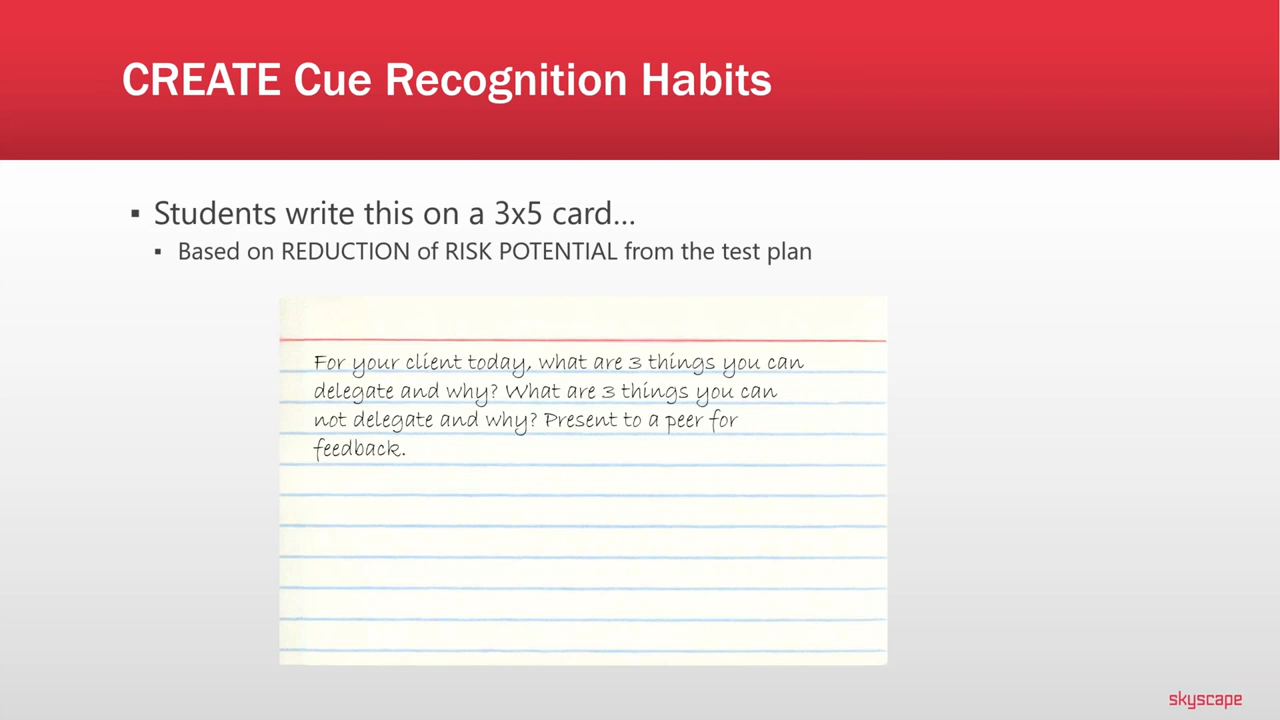 CREATE Cue Recognition Habits
▪ Students write this on a 3x5 card...
▪ Based on REDUCTION of RISK POTENTIAL from the test plan
For your client today, what are 3 things you can
delegate and why? What are 3 things you can
not delegate and why? Present to a peer for
feedback.
skyscape